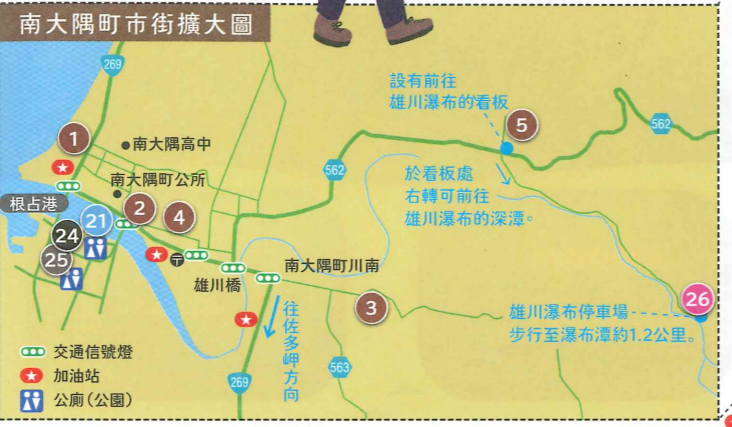 南大隅町市街擴大圖
269
設有前往
雄川瀑布的看板
5
562
1
南大隅高中
562
於看板處
右轉可前往
雄川瀑布的深潭。
南大隅町公所
根占港
21
2
4
24
25
〒
雄川橋
南大隅町川南
26
3
雄川瀑布停車場
步行至瀑布潭約1.2公里。
往佐多岬方向
交通信號燈
加油站
公廁(公園)
269
563